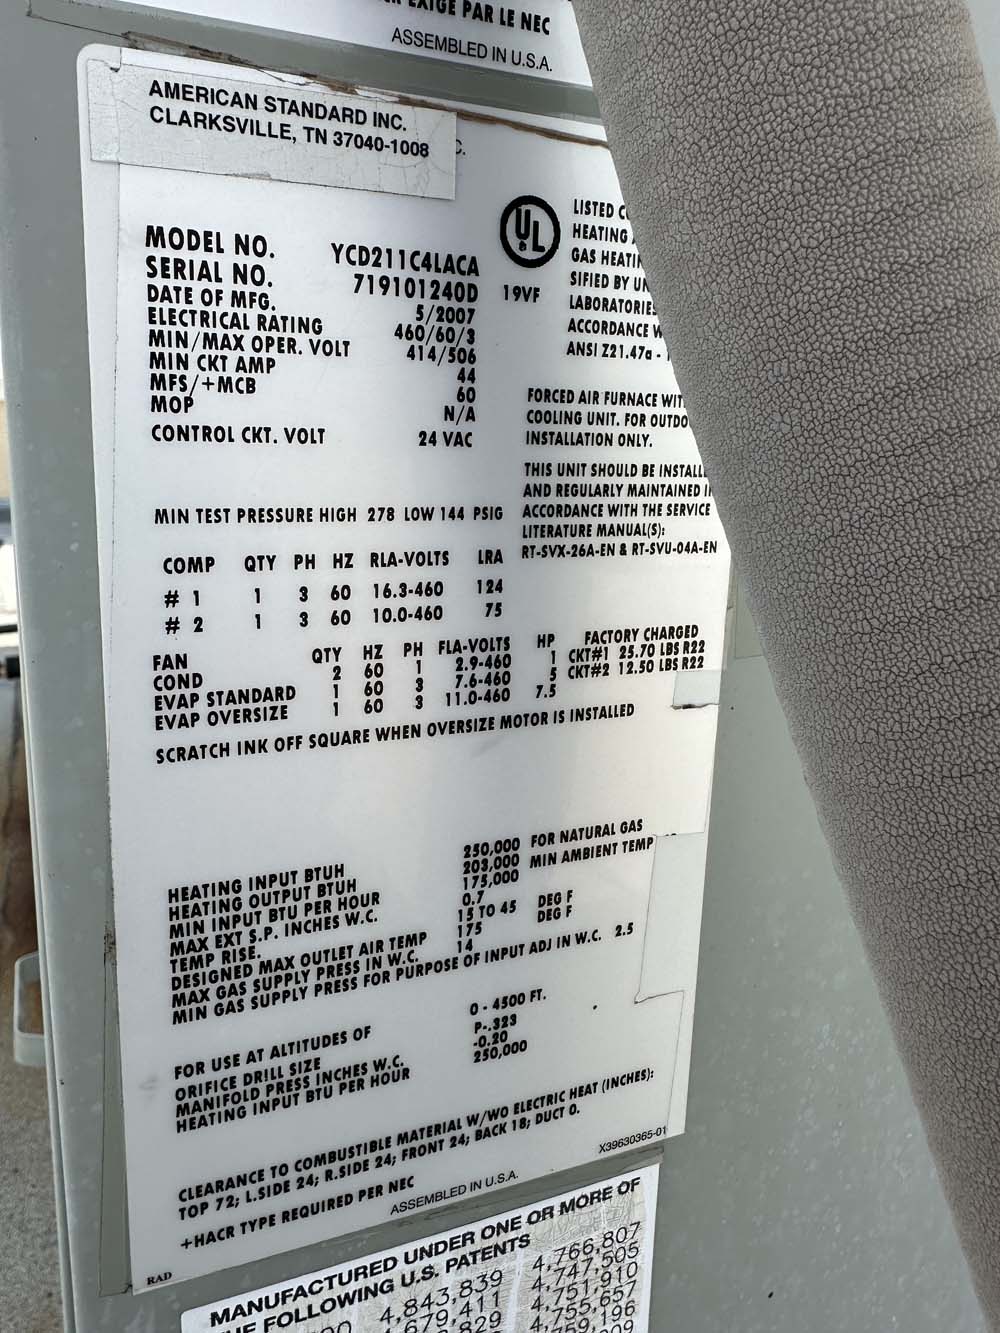 EXIGE PAR LE NEC
ASSEMBLED IN U.S.A.
AMERICAN STANDARD INC.
CLARKSVILLE, TN 37040-1008
C.
MODEL NO. YCD211C4LACA
SERIAL NO. 719101240D 19VF
DATE OF MFG. 5/2007
ELECTRICAL RATING 460/60/3
MIN/MAX OPER. VOLT 414/506
MIN CKT AMP 44
MFS/+MCB 60
MOP N/A
CONTROL CKT. VOLT 24 VAC
UL
LISTED
HEATING
GAS
SIFIED BY
LABORATORIES
ACCORDANCE
ANSI Z21.47a -
FORCED AIR FURNACE
COOLING UNIT. FOR
INSTALLATION ONLY.
THIS UNIT SHOULD BE
AND REGULARLY MAINTAINED
ACCORDANCE WITH THE SERVICE
LITERATURE MANUAL(S):
RT-SVX-26A-EN & RT-SVU-04A-EN
MIN TEST PRESSURE HIGH 278 LOW 144 PSIG
COMP QTY PH HZ RLA-VOLTS LRA
# 1 1 3 60 16.3-460 124
# 2 1 3 60 10.0-460 75
FAN QTY HZ PH FLA-VOLTS HP
COND 2 60 1 2.9-460 1
EVAP STANDARD 1 60 3 7.6-460 5
EVAP OVERSIZE 1 60 3 11.0-460 7.5
FACTORY CHARGED
CKT#1 25.70 LBS R22
CKT#2 12.50 LBS R22
SCRATCH INK OFF SQUARE WHEN OVERSIZE MOTOR IS INSTALLED
HEATING INPUT BTUH 250,000 FOR NATURAL GAS
HEATING OUTPUT BTUH 203,000 MIN AMBIENT TEMP
MIN INPUT BTU PER HOUR 175,000
MAX EXT S.P. INCHES W.C. 0.7
TEMP RISE. 15 TO 45 DEG F
DESIGNED MAX OUTLET AIR TEMP 175 DEG F
MAX GAS SUPPLY PRESS IN W.C. 14
MIN GAS SUPPLY PRESS FOR PURPOSE OF INPUT ADJ IN W.C. 2.5
FOR USE AT ALTITUDES OF 0 - 4500 FT.
ORIFICE DRILL SIZE P-.323
MANIFOLD PRESS INCHES W.C. -0.20
HEATING INPUT BTU PER HOUR 250,000
CLEARANCE TO COMBUSTIBLE MATERIAL W/WO ELECTRIC HEAT (INCHES):
TOP 72; L.SIDE 24; R.SIDE 24; FRONT 24; BACK 18; DUCT 0.
+HACR TYPE REQUIRED PER NEC
X39630365-01
ASSEMBLED IN U.S.A.
RAD
MANUFACTURED UNDER ONE OR MORE OF
FOLLOWING U.S. PATENTS
4,843,839 4,766,807
4,747,505
4,751,910
4,755,657